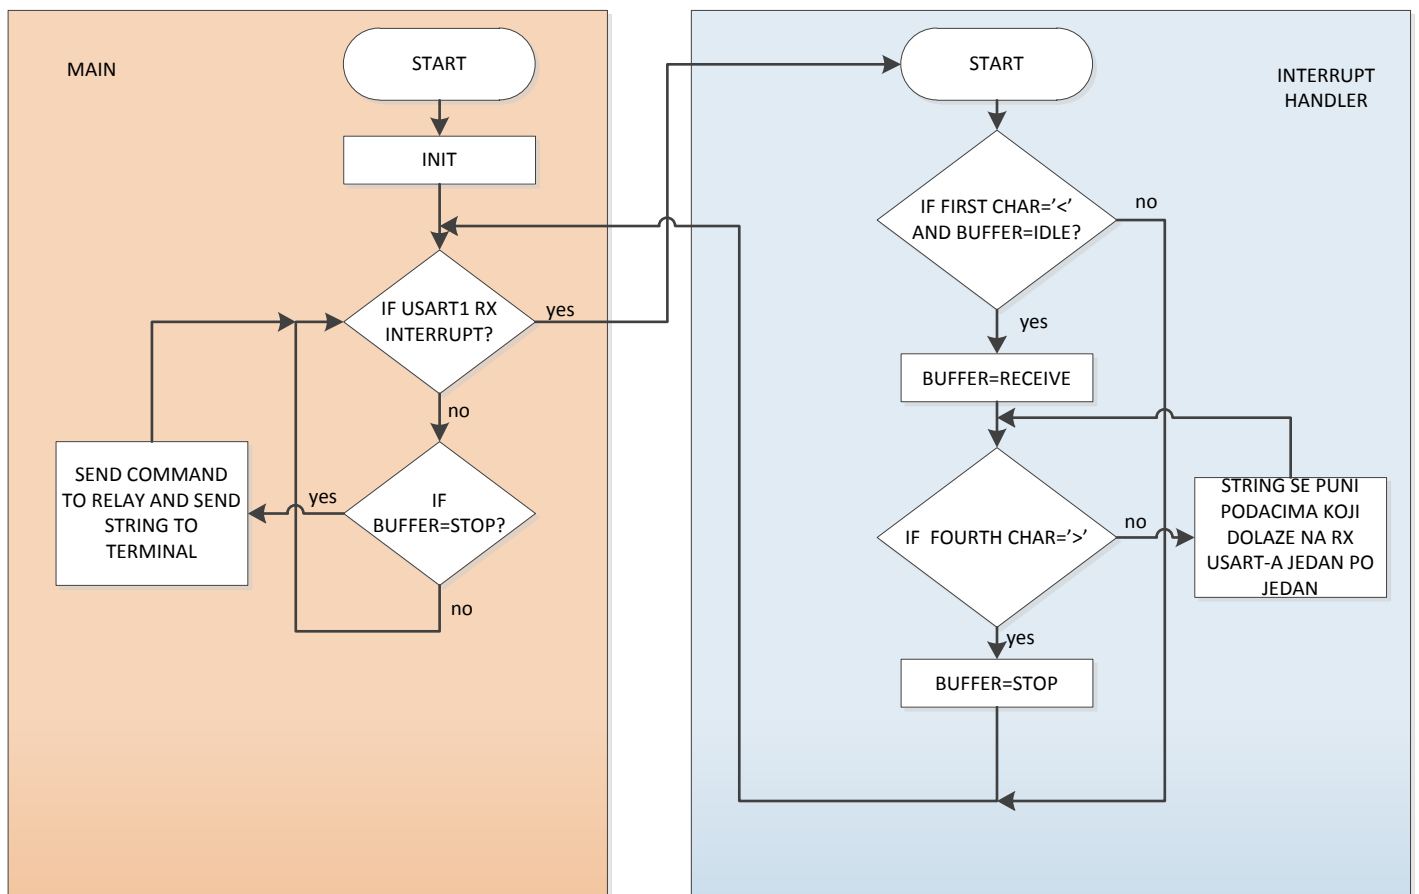 MAIN
START
INIT
IF USART1 RX
INTERRUPT?
yes
no
IF
BUFFER=STOP?
yes
no
SEND COMMAND
TO RELAY AND SEND
STRING TO
TERMINAL
INTERRUPT
HANDLER
START
IF FIRST CHAR='<'
AND BUFFER=IDLE?
no
yes
BUFFER=RECEIVE
IF  FOURTH CHAR='>'
no
yes
STRING SE PUNI
PODACIMA KOJI
DOLAZE NA RX
USART-A JEDAN PO
JEDAN
BUFFER=STOP